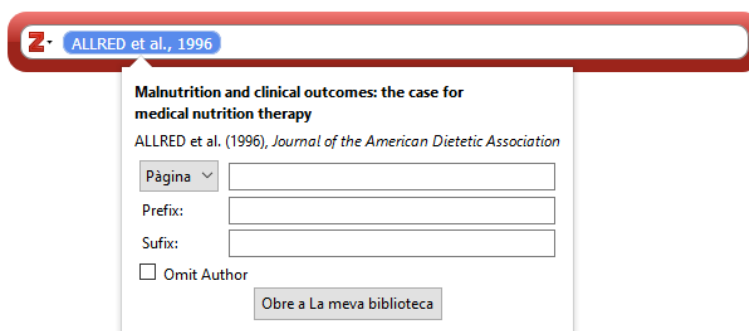 Z ALLRED et al., 1996
Malnutrition and clinical outcomes: the case for
medical nutrition therapy
ALLRED et al. (1996), Journal of the American Dietetic Association
Pàgina
Prefix:
Sufix:
Omit Author
Obre a La meva biblioteca